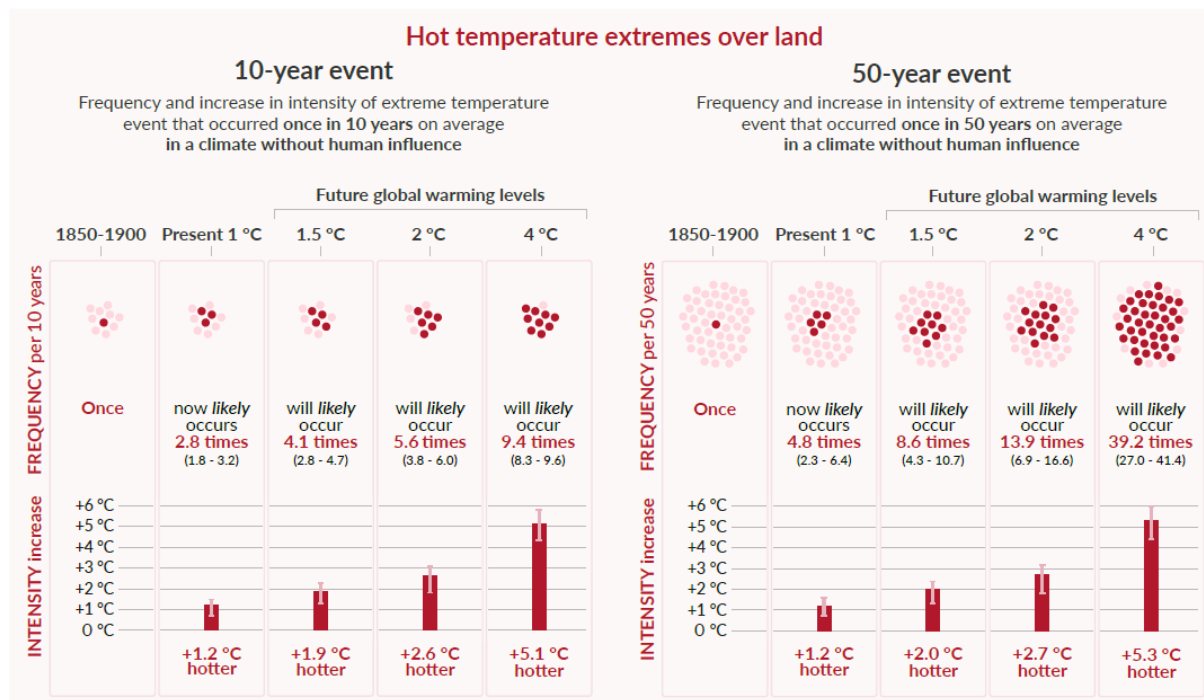 Hot temperature extremes over land
10-year event
Frequency and increase in intensity of extreme temperature
event that occurred once in 10 years on average
in a climate without human influence
Future global warming levels
1850-1900 Present 1 °C 1.5 °C 2 °C 4 °C
FREQUENCY per 10 years
Once
now likely
occurs
2.8 times
(1.8 - 3.2)
will likely
occur
4.1 times
(2.8 - 4.7)
will likely
occur
5.6 times
(3.8 - 6.0)
will likely
occur
9.4 times
(8.3 - 9.6)
INTENSITY increase
+6 °C
+5 °C
+4 °C
+3 °C
+2 °C
+1 °C
0 °C
+1.2 °C
hotter
+1.9 °C
hotter
+2.6 °C
hotter
+5.1 °C
hotter
50-year event
Frequency and increase in intensity of extreme temperature
event that occurred once in 50 years on average
in a climate without human influence
Future global warming levels
1850-1900 Present 1 °C 1.5 °C 2 °C 4 °C
FREQUENCY per 50 years
Once
now likely
occurs
4.8 times
(2.3 - 6.4)
will likely
occur
8.6 times
(4.3 - 10.7)
will likely
occur
13.9 times
(6.9 - 16.6)
will likely
occur
39.2 times
(27.0 - 41.4)
INTENSITY increase
+6 °C
+5 °C
+4 °C
+3 °C
+2 °C
+1 °C
0 °C
+1.2 °C
hotter
+2.0 °C
hotter
+2.7 °C
hotter
+5.3 °C
hotter